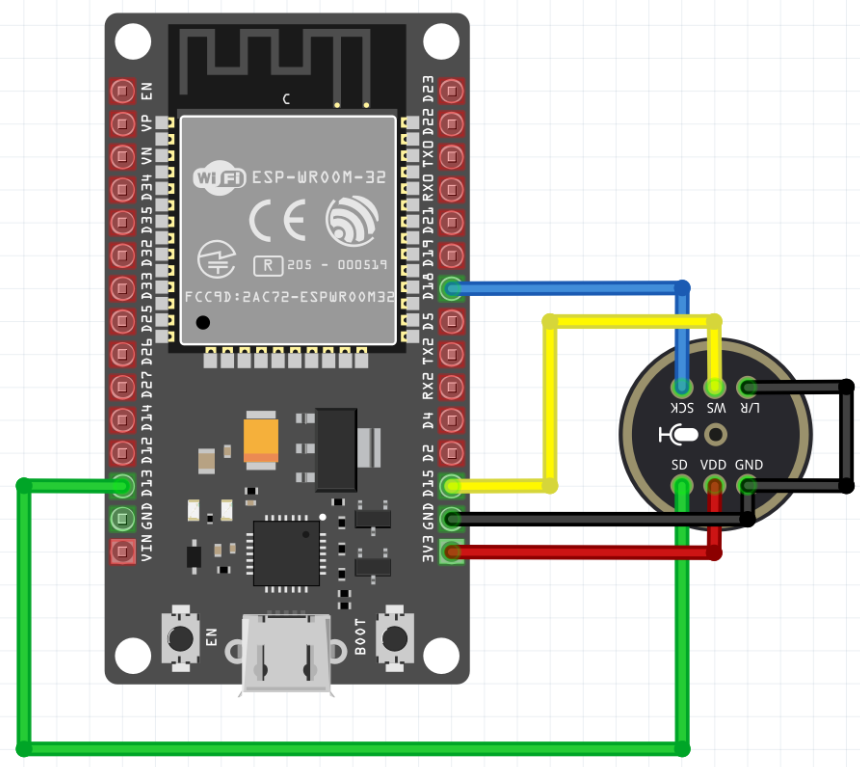 C
EN
VP
VN
D34
D35
D32
D33
D25
D26
D27
D14
D12
D13
GND
VIN
D23
D22
TX0
RX0
D21
D19
D18
D5
TX2
RX2
D4
D2
D15
GND
3V3
WiFi ESP-WROOM-32
CE
R 205 - 000519
FCC9D:2AC72-ESPWROOM32
EN
BOOT
SCK
WS
L/R
SD
VDD
GND